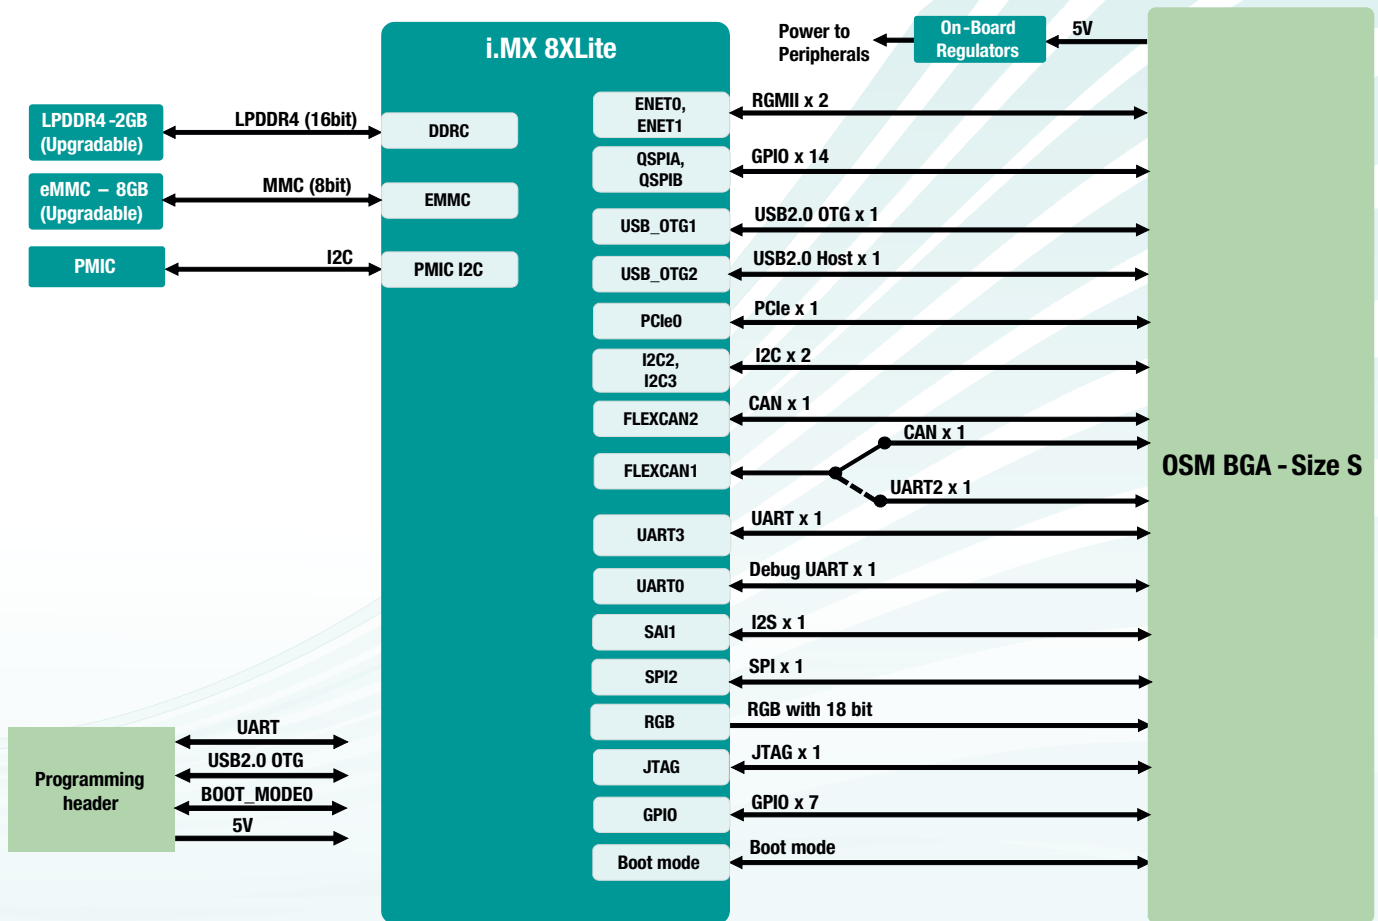 i.MX 8XLite
Power to
Peripherals
On-Board
Regulators
5V
LPDDR4 -2GB
(Upgradable)
LPDDR4 (16bit)
DDRC
eMMC – 8GB
(Upgradable)
MMC (8bit)
EMMC
PMIC
I2C
PMIC I2C
ENET0,
ENET1
RGMII x 2
QSPIA,
QSPIB
GPIO x 14
USB_OTG1
USB2.0 OTG x 1
USB_OTG2
USB2.0 Host x 1
PCIe0
PCIe x 1
I2C2,
I2C3
I2C x 2
FLEXCAN2
CAN x 1
FLEXCAN1
CAN x 1
UART2 x 1
UART3
UART x 1
UART0
Debug UART x 1
SAI1
I2S x 1
SPI2
SPI x 1
RGB
RGB with 18 bit
JTAG
JTAG x 1
GPIO
GPIO x 7
Boot mode
Boot mode
OSM BGA - Size S
Programming
header
UART
USB2.0 OTG
BOOT_MODE0
5V